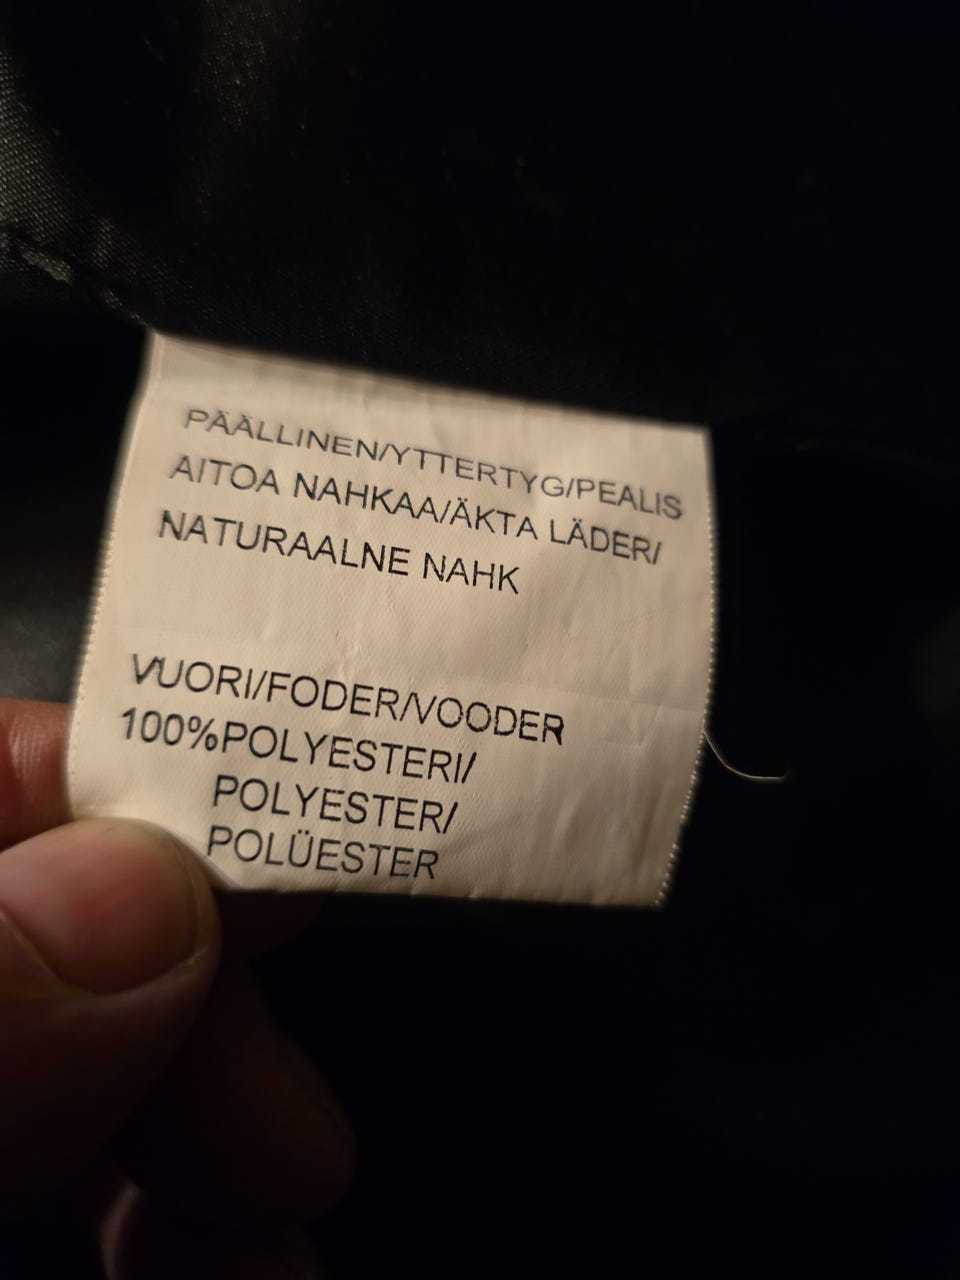 PÄÄLLINEN/YTTERTYG/PEALIS
AITOA NAHKAA/ÄKTA LÄDER/
NATURAALNE NAHK
VUORI/FODER/VOODER
100%POLYESTERI/
POLYESTER/
POLÜESTER